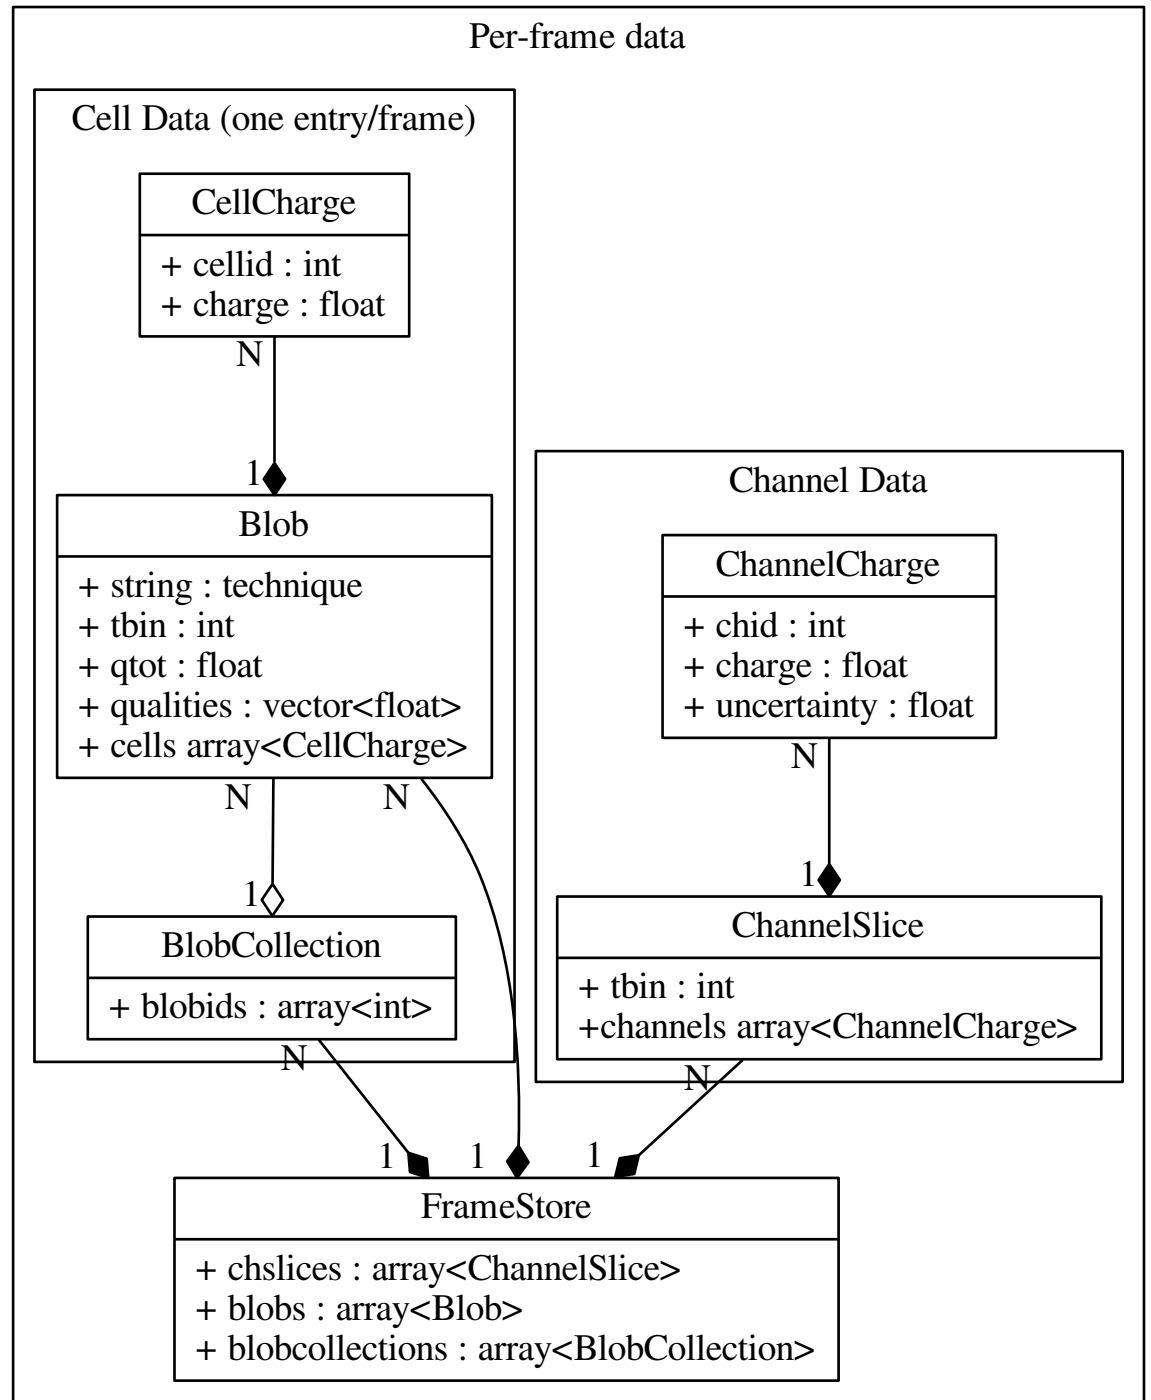 Per-frame data
Cell Data (one entry/frame)
CellCharge
+ cellid : int
+ charge : float
N
1
Blob
+ string : technique
+ tbin : int
+ qtot : float
+ qualities : vector<float>
+ cells array<CellCharge>
N
N
1
BlobCollection
+ blobids : array<int>
N
Channel Data
ChannelCharge
+ chid : int
+ charge : float
+ uncertainty : float
N
1
ChannelSlice
+ tbin : int
+channels array<ChannelCharge>
N
1
1
1
FrameStore
+ chslices : array<ChannelSlice>
+ blobs : array<Blob>
+ blobcollections : array<BlobCollection>